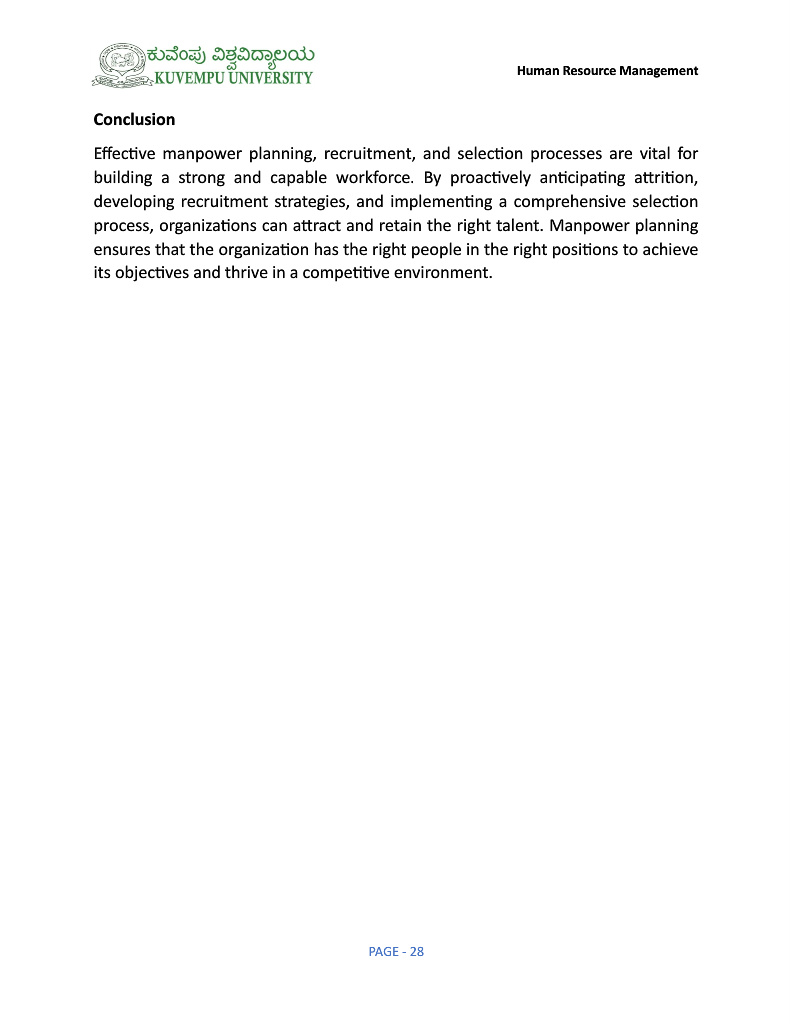 ಕುವೆಂಪು ವಿಶ್ವವಿದ್ಯಾಲಯ
KUVEMPU UNIVERSITY
Human Resource Management
Conclusion
Effective manpower planning, recruitment, and selection processes are vital for
building a strong and capable workforce. By proactively anticipating attrition,
developing recruitment strategies, and implementing a comprehensive selection
process, organizations can attract and retain the right talent. Manpower planning
ensures that the organization has the right people in the right positions to achieve
its objectives and thrive in a competitive environment.
PAGE - 28